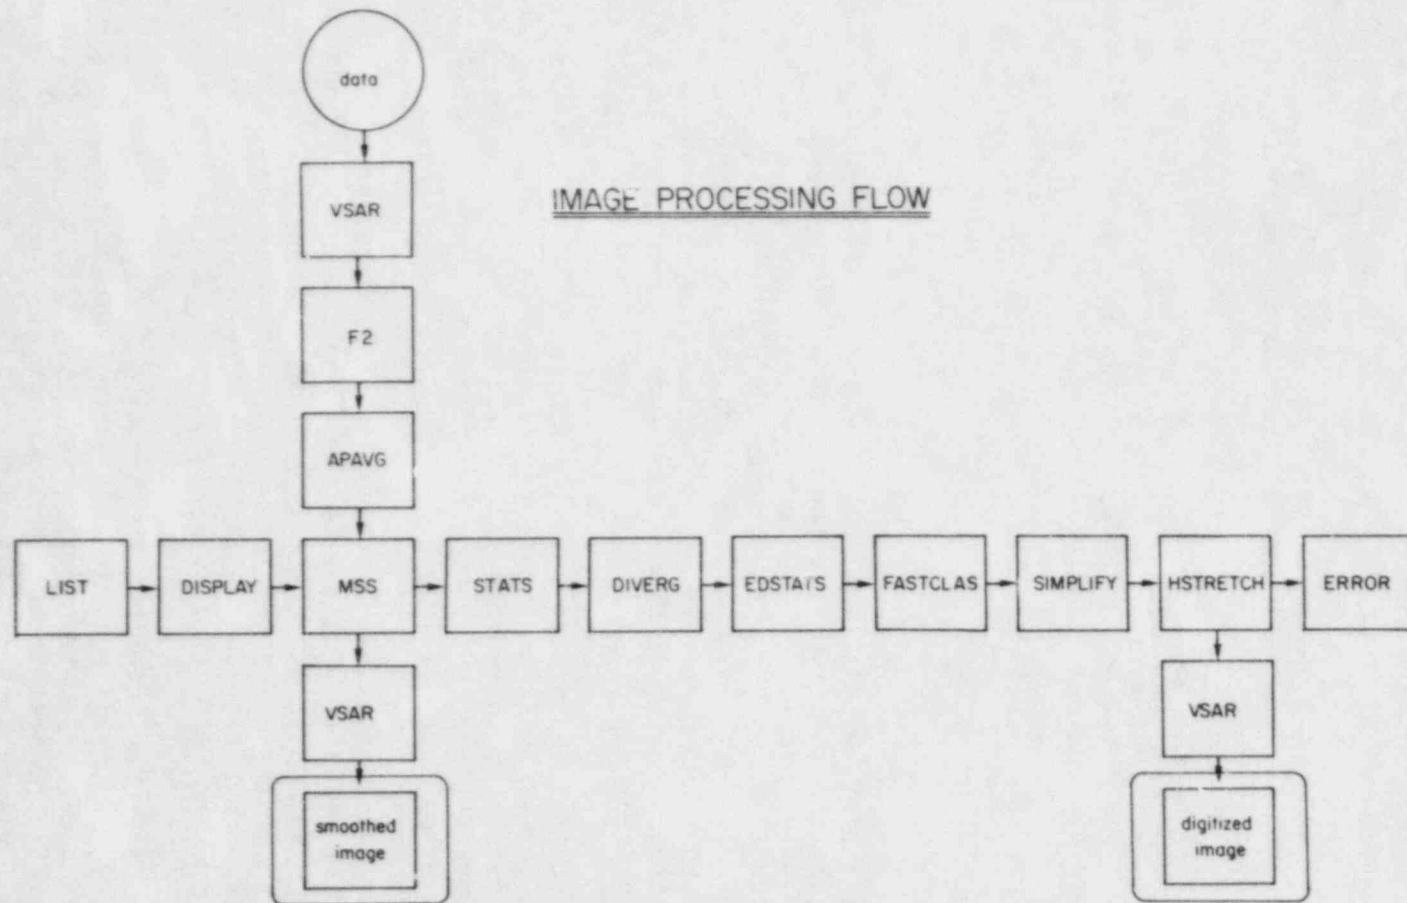 data
VSAR
IMAGE PROCESSING FLOW
F2
APAVG
LIST
DISPLAY
MSS
STATS
DIVERG
EDSTATS
FASTCLAS
SIMPLIFY
HSTRETCH
ERROR
VSAR
VSAR
smoothed
image
digitized
image